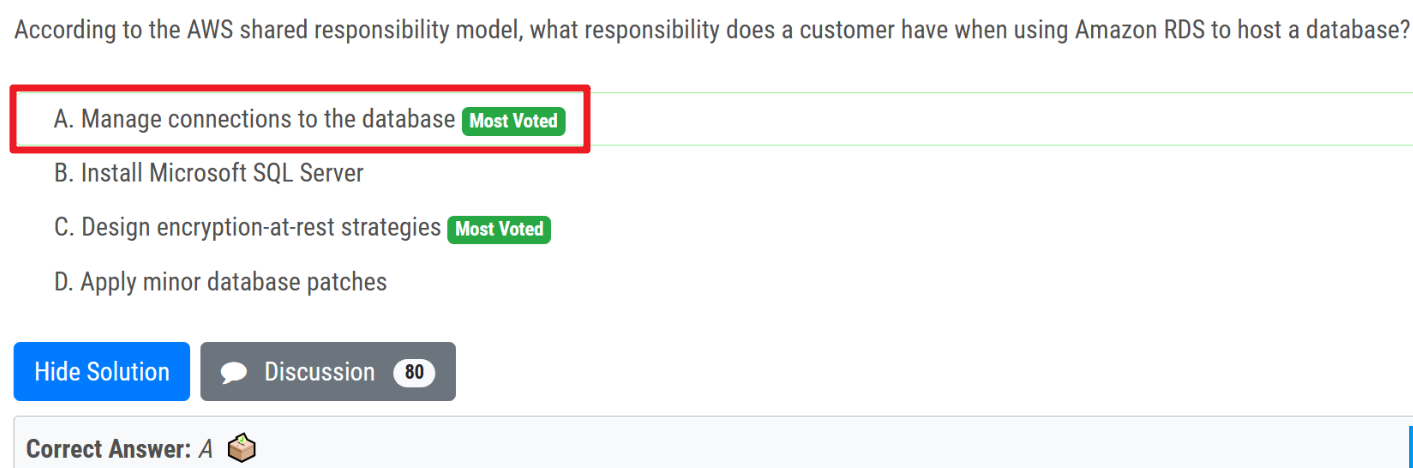 According to the AWS shared responsibility model, what responsibility does a customer have when using Amazon RDS to host a database?
A. Manage connections to the database Most Voted
B. Install Microsoft SQL Server
C. Design encryption-at-rest strategies Most Voted
D. Apply minor database patches
Hide Solution Discussion 80
Correct Answer: A